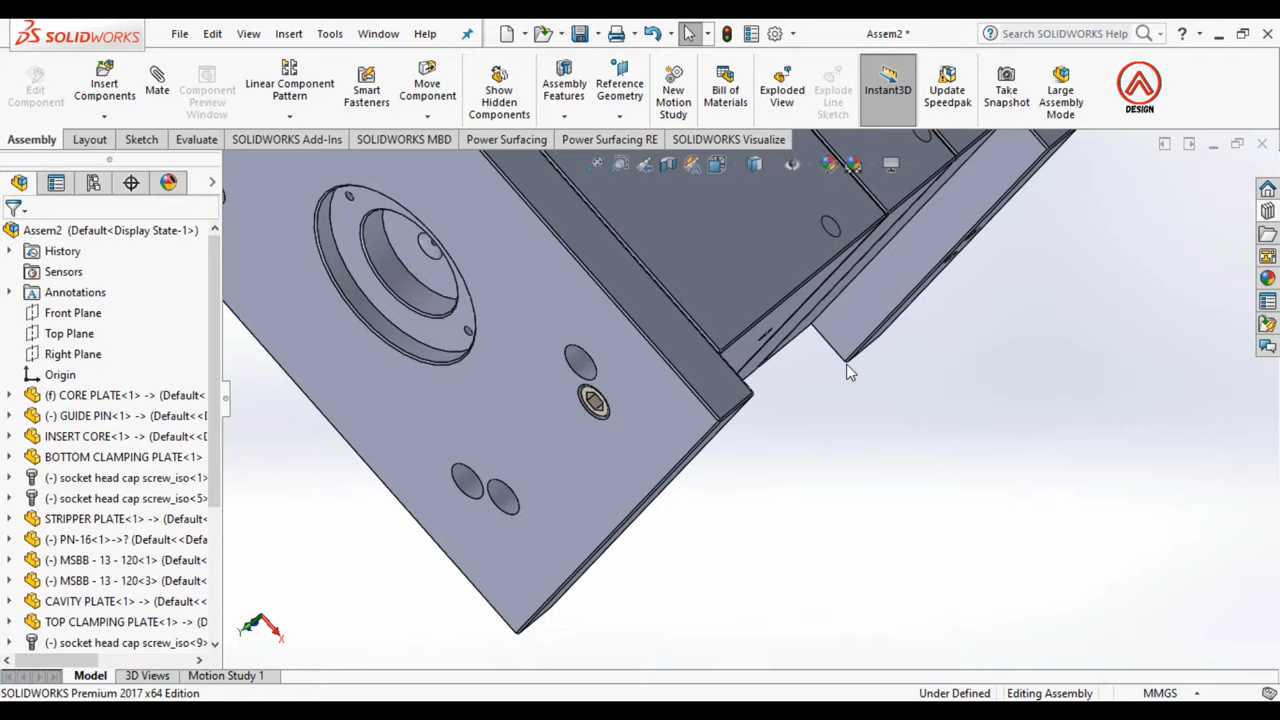 SOLIDWORKS
File Edit View Insert Tools Window Help
Assem2 *
Search SOLIDWORKS Help
Edit Component
Insert Components
Mate
Component Preview Window
Linear Component Pattern
Smart Fasteners
Move Component
Show Hidden Components
Assembly Features
Reference Geometry
New Motion Study
Bill of Materials
Exploded View
Explode Line Sketch
Instant3D
Update Speedpak
Take Snapshot
Large Assembly Mode
DESIGN
Assembly Layout Sketch Evaluate SOLIDWORKS Add-Ins SOLIDWORKS MBD Power Surfacing Power Surfacing RE SOLIDWORKS Visualize
Assem2 (Default<Display State-1>)
History
Sensors
Annotations
Front Plane
Top Plane
Right Plane
Origin
(f) CORE PLATE<1> -> (Default<
(-) GUIDE PIN<1> -> (Default<<D
INSERT CORE<1> -> (Default<<
BOTTOM CLAMPING PLATE<1>
(-) socket head cap screw_iso<1>
(-) socket head cap screw_iso<5>
STRIPPER PLATE<1> -> (Default<
(-) PN-16<1>->? (Default<<Defa
(-) MSBB - 13 - 120<1> (Default<
(-) MSBB - 13 - 120<3> (Default<
CAVITY PLATE<1> -> (Default<<
TOP CLAMPING PLATE<1> -> (D
(-) socket head cap screw_iso<9>
Y X
Model 3D Views Motion Study 1
SOLIDWORKS Premium 2017 x64 Edition
Under Defined Editing Assembly MMGS